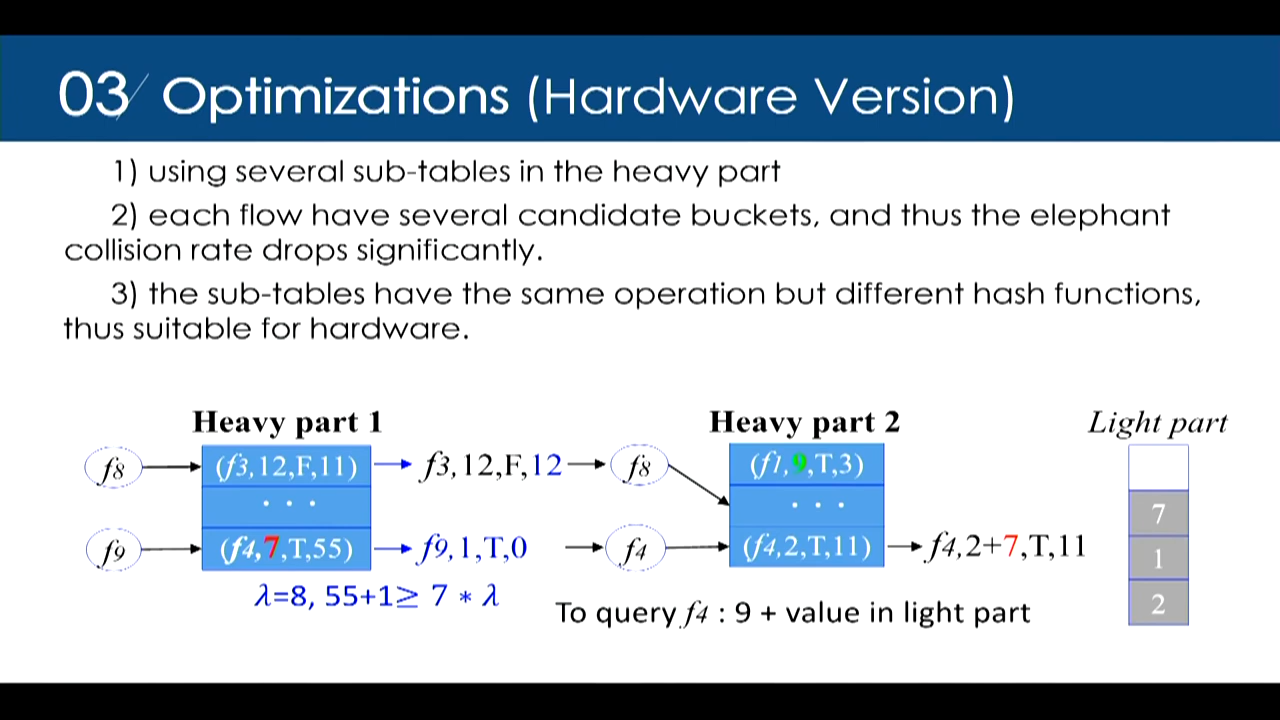 03/ Optimizations (Hardware Version)
1) using several sub-tables in the heavy part
2) each flow have several candidate buckets, and thus the elephant
collision rate drops significantly.
3) the sub-tables have the same operation but different hash functions,
thus suitable for hardware.
Heavy part 1
Heavy part 2
Light part
f8
(f3,12,F,11)
f3,12,F,12
f8
(f1,9,T,3)
. . .
. . .
7
f9
(f4,7,T,55)
f9,1,T,0
f4
(f4,2,T,11)
f4,2+7,T,11
1
λ=8, 55+1≥ 7 * λ
To query f4 : 9 + value in light part
2